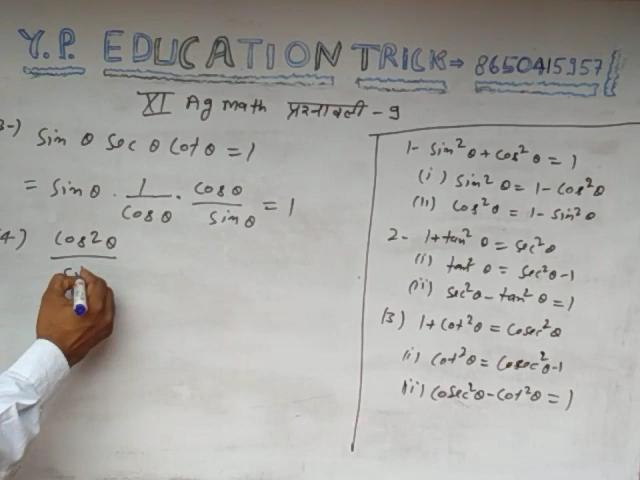 Y.P. EDUCATION TRICK⇒ 8650415957
XI Ag math प्रश्नावली - 9
3-) Sin θ Sec θ Cot θ = 1
= Sin θ · 1/Cos θ · Cos θ/Sin θ = 1
4-) Cos²θ
1- Sin²θ + Cos²θ = 1
(i) Sin²θ = 1 - Cos²θ
(ii) Cos²θ = 1 - Sin²θ
2- 1 + tan²θ = Sec²θ
(i) tan²θ = Sec²θ - 1
(ii) Sec²θ - tan²θ = 1
(3) 1 + Cot²θ = Cosec²θ
(i) Cot²θ = Cosec²θ - 1
(ii) Cosec²θ - Cot²θ = 1